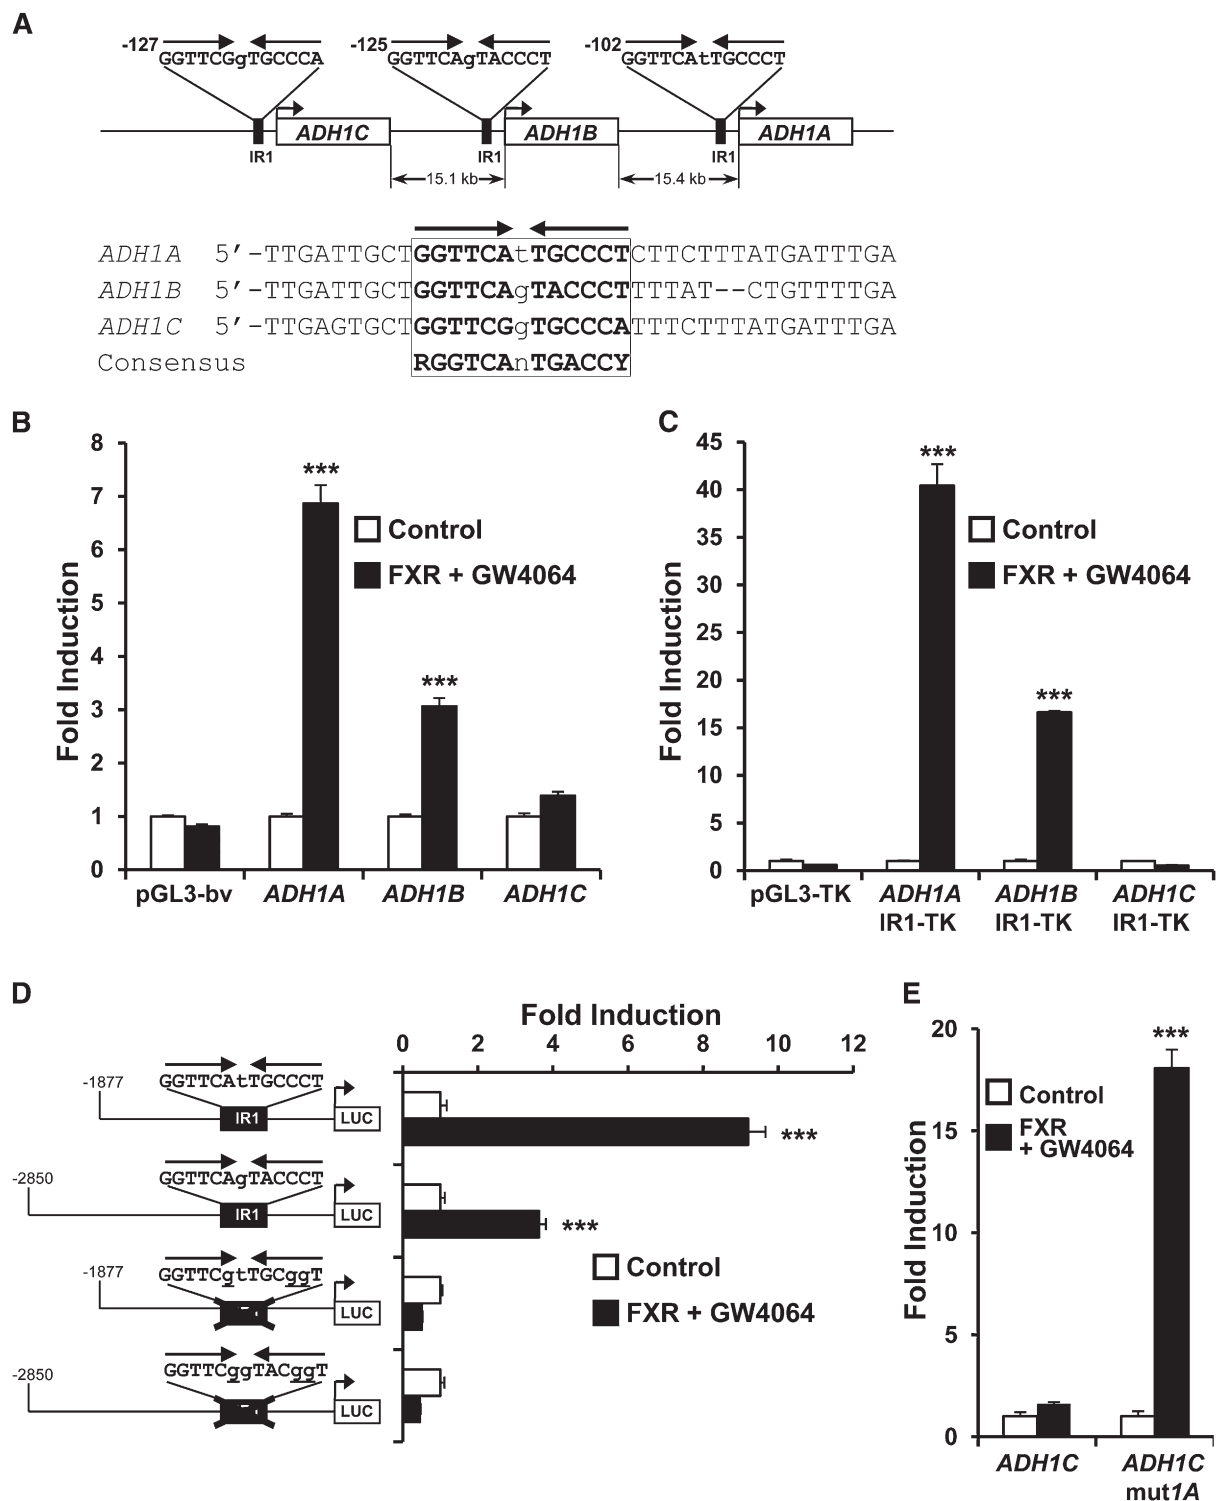 A
-127 GGTTCGgTGCCCA -125 GGTTCAgTACCCT -102 GGTTCAtTGCCCT
ADH1C ADH1B ADH1A
IR1 IR1 IR1
15.1 kb 15.4 kb
ADH1A 5′-TTGATTGCTGGTTCAtTGCCCTCTTCTTTATGATTTGA
ADH1B 5′-TTGATTGCTGGTTCAgTACCCTTTTAT--CTGTTTTGA
ADH1C 5′-TTGAGTGCTGGTTCGgTGCCCATTTCTTTATGATTTGA
Consensus RGGTCAnTGACCY
B
Fold Induction
8
7
6
5
4
3
2
1
0
***
***
Control
FXR + GW4064
pGL3-bv ADH1A ADH1B ADH1C
C
Fold Induction
45
40
35
30
25
20
15
10
5
0
***
***
Control
FXR + GW4064
pGL3-TK ADH1A ADH1B ADH1C
IR1-TK IR1-TK IR1-TK
D
Fold Induction
0 2 4 6 8 10 12
GGTTCAtTGCCCT
-1877
IR1 LUC
***
GGTTCAgTACCCT
-2850
IR1 LUC
***
GGTTCgtTGCggT
-1877
LUC
GGTTCggTACggT
-2850
LUC
Control
FXR + GW4064
E
Fold Induction
20
15
10
5
0
***
Control
FXR
+ GW4064
ADH1C ADH1C
mut1A